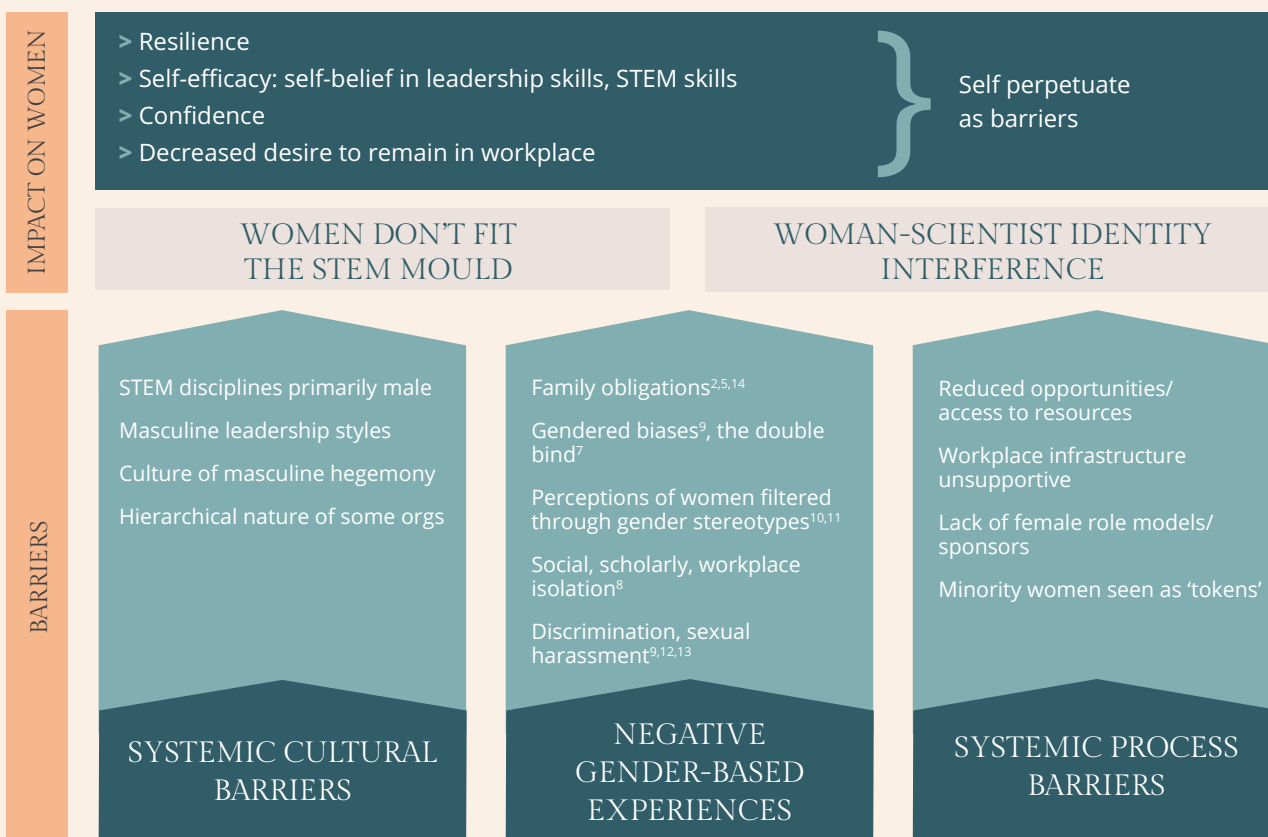 IMPACT ON WOMEN
> Resilience
> Self-efficacy: self-belief in leadership skills, STEM skills
> Confidence
> Decreased desire to remain in workplace
}
Self perpetuate
as barriers
WOMEN DON’T FIT
THE STEM MOULD
WOMAN-SCIENTIST IDENTITY
INTERFERENCE
BARRIERS
STEM disciplines primarily male
Masculine leadership styles
Culture of masculine hegemony
Hierarchical nature of some orgs
SYSTEMIC CULTURAL
BARRIERS
Family obligations2,5,14
Gendered biases9, the double
bind7
Perceptions of women filtered
through gender stereotypes10,11
Social, scholarly, workplace
isolation8
Discrimination, sexual
harassment9,12,13
NEGATIVE
GENDER-BASED
EXPERIENCES
Reduced opportunities/
access to resources
Workplace infrastructure
unsupportive
Lack of female role models/
sponsors
Minority women seen as ‘tokens’
SYSTEMIC PROCESS
BARRIERS